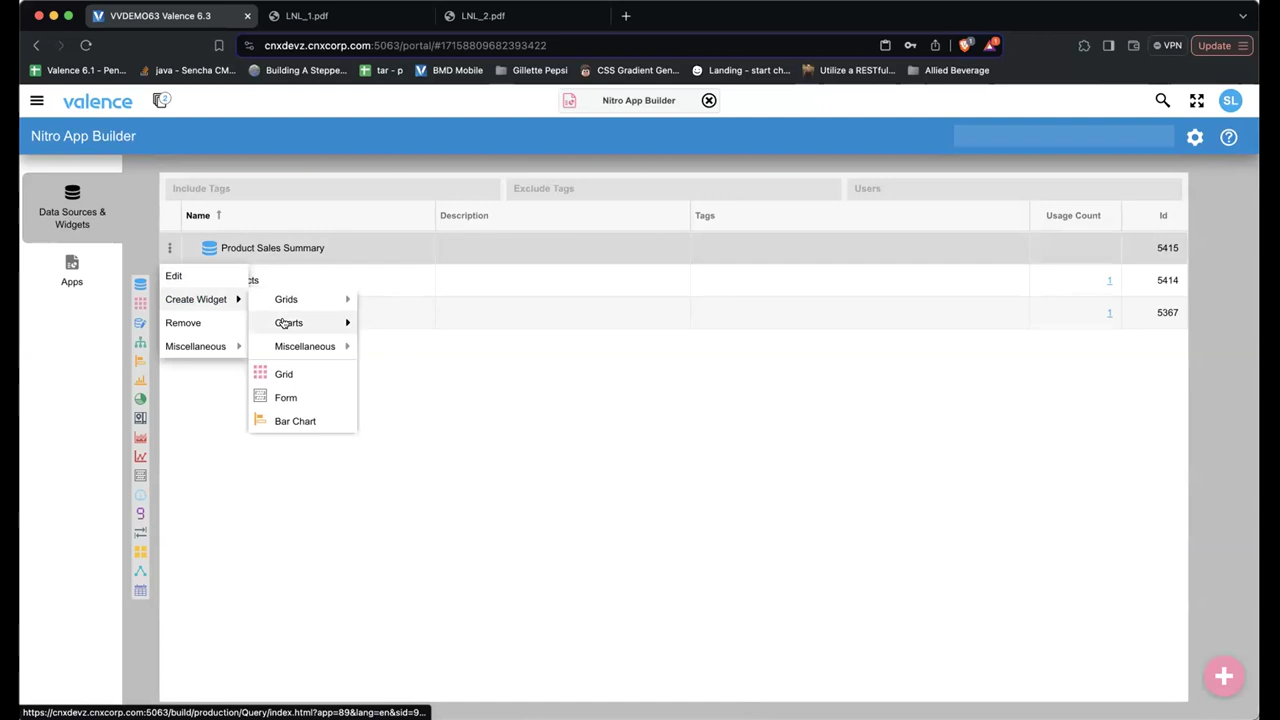 VVDEMO63 Valence 6.3
LNL_1.pdf
LNL_2.pdf
cnxdevz.cnxcorp.com:5063/portal/#17158809682393422
VPN
Update
Valence 6.1 - Pen...
java - Sencha CM...
Building A Steppe...
tar - p
BMD Mobile
Gillette Pepsi
CSS Gradient Gen...
Landing - start ch...
Utilize a RESTful...
Allied Beverage
valence
2
Nitro App Builder
SL
Nitro App Builder
Data Sources &
Widgets
Apps
Include Tags
Exclude Tags
Users
Name
Description
Tags
Usage Count
Id
Product Sales Summary
5415
cts
1
5414
1
5367
Edit
Create Widget
Remove
Miscellaneous
Grids
Charts
Miscellaneous
Grid
Form
Bar Chart
https://cnxdevz.cnxcorp.com:5063/build/production/Query/index.html?app=89&lang=en&sid=9...